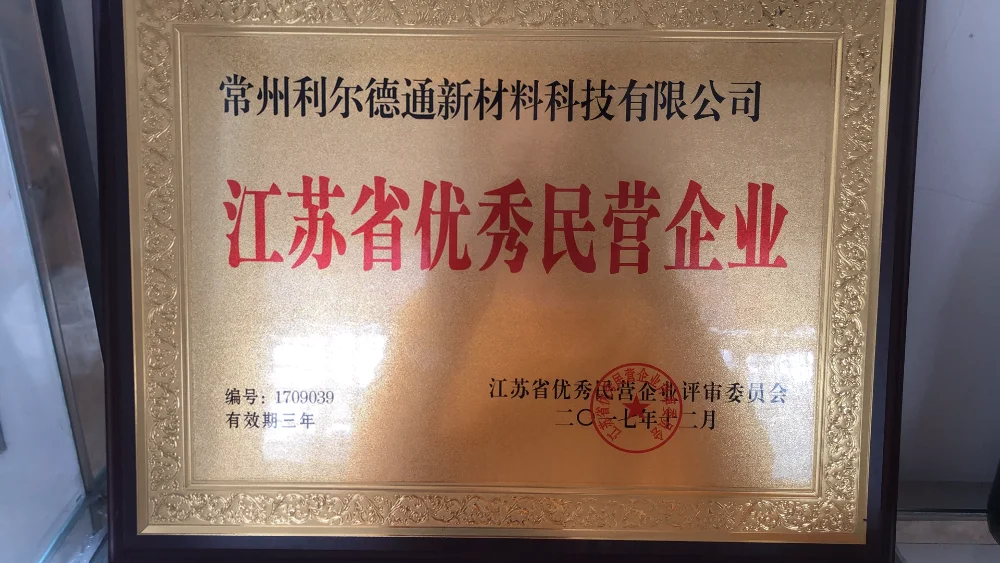 常州利尔德通新材料科技有限公司
江苏省优秀民营企业
编号：1709039
有效期三年
江苏省优秀民营企业评审委员会
二〇一七年十二月